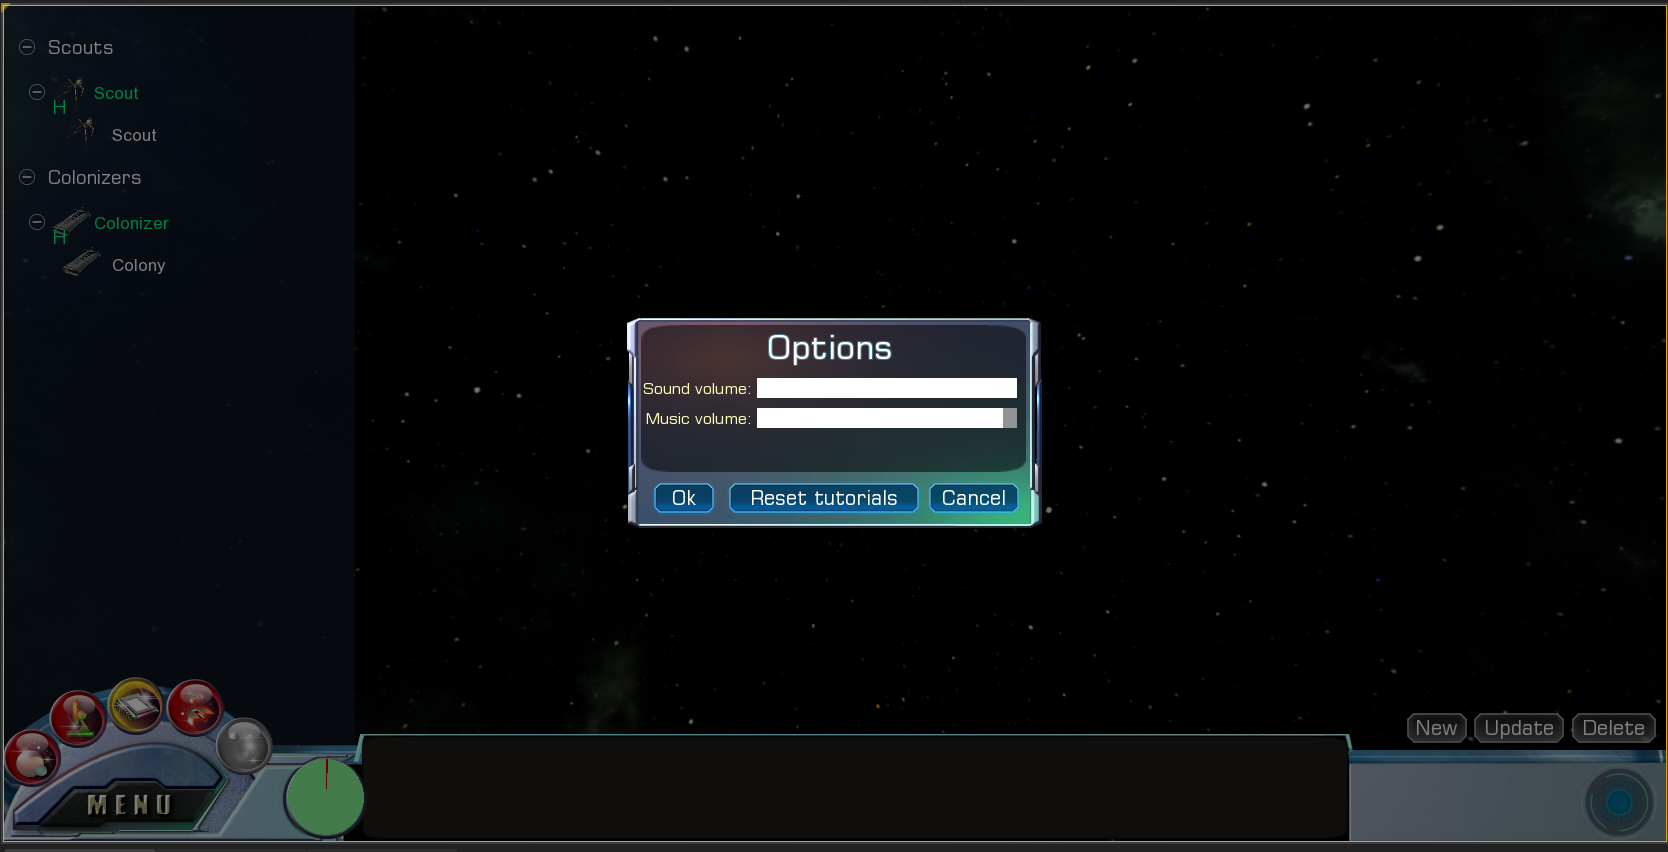 Scouts
Scout
H
Scout
Colonizers
Colonizer
H
Colony
Options
Sound volume:
Music volume:
Ok Reset tutorials Cancel
New Update Delete
MENU